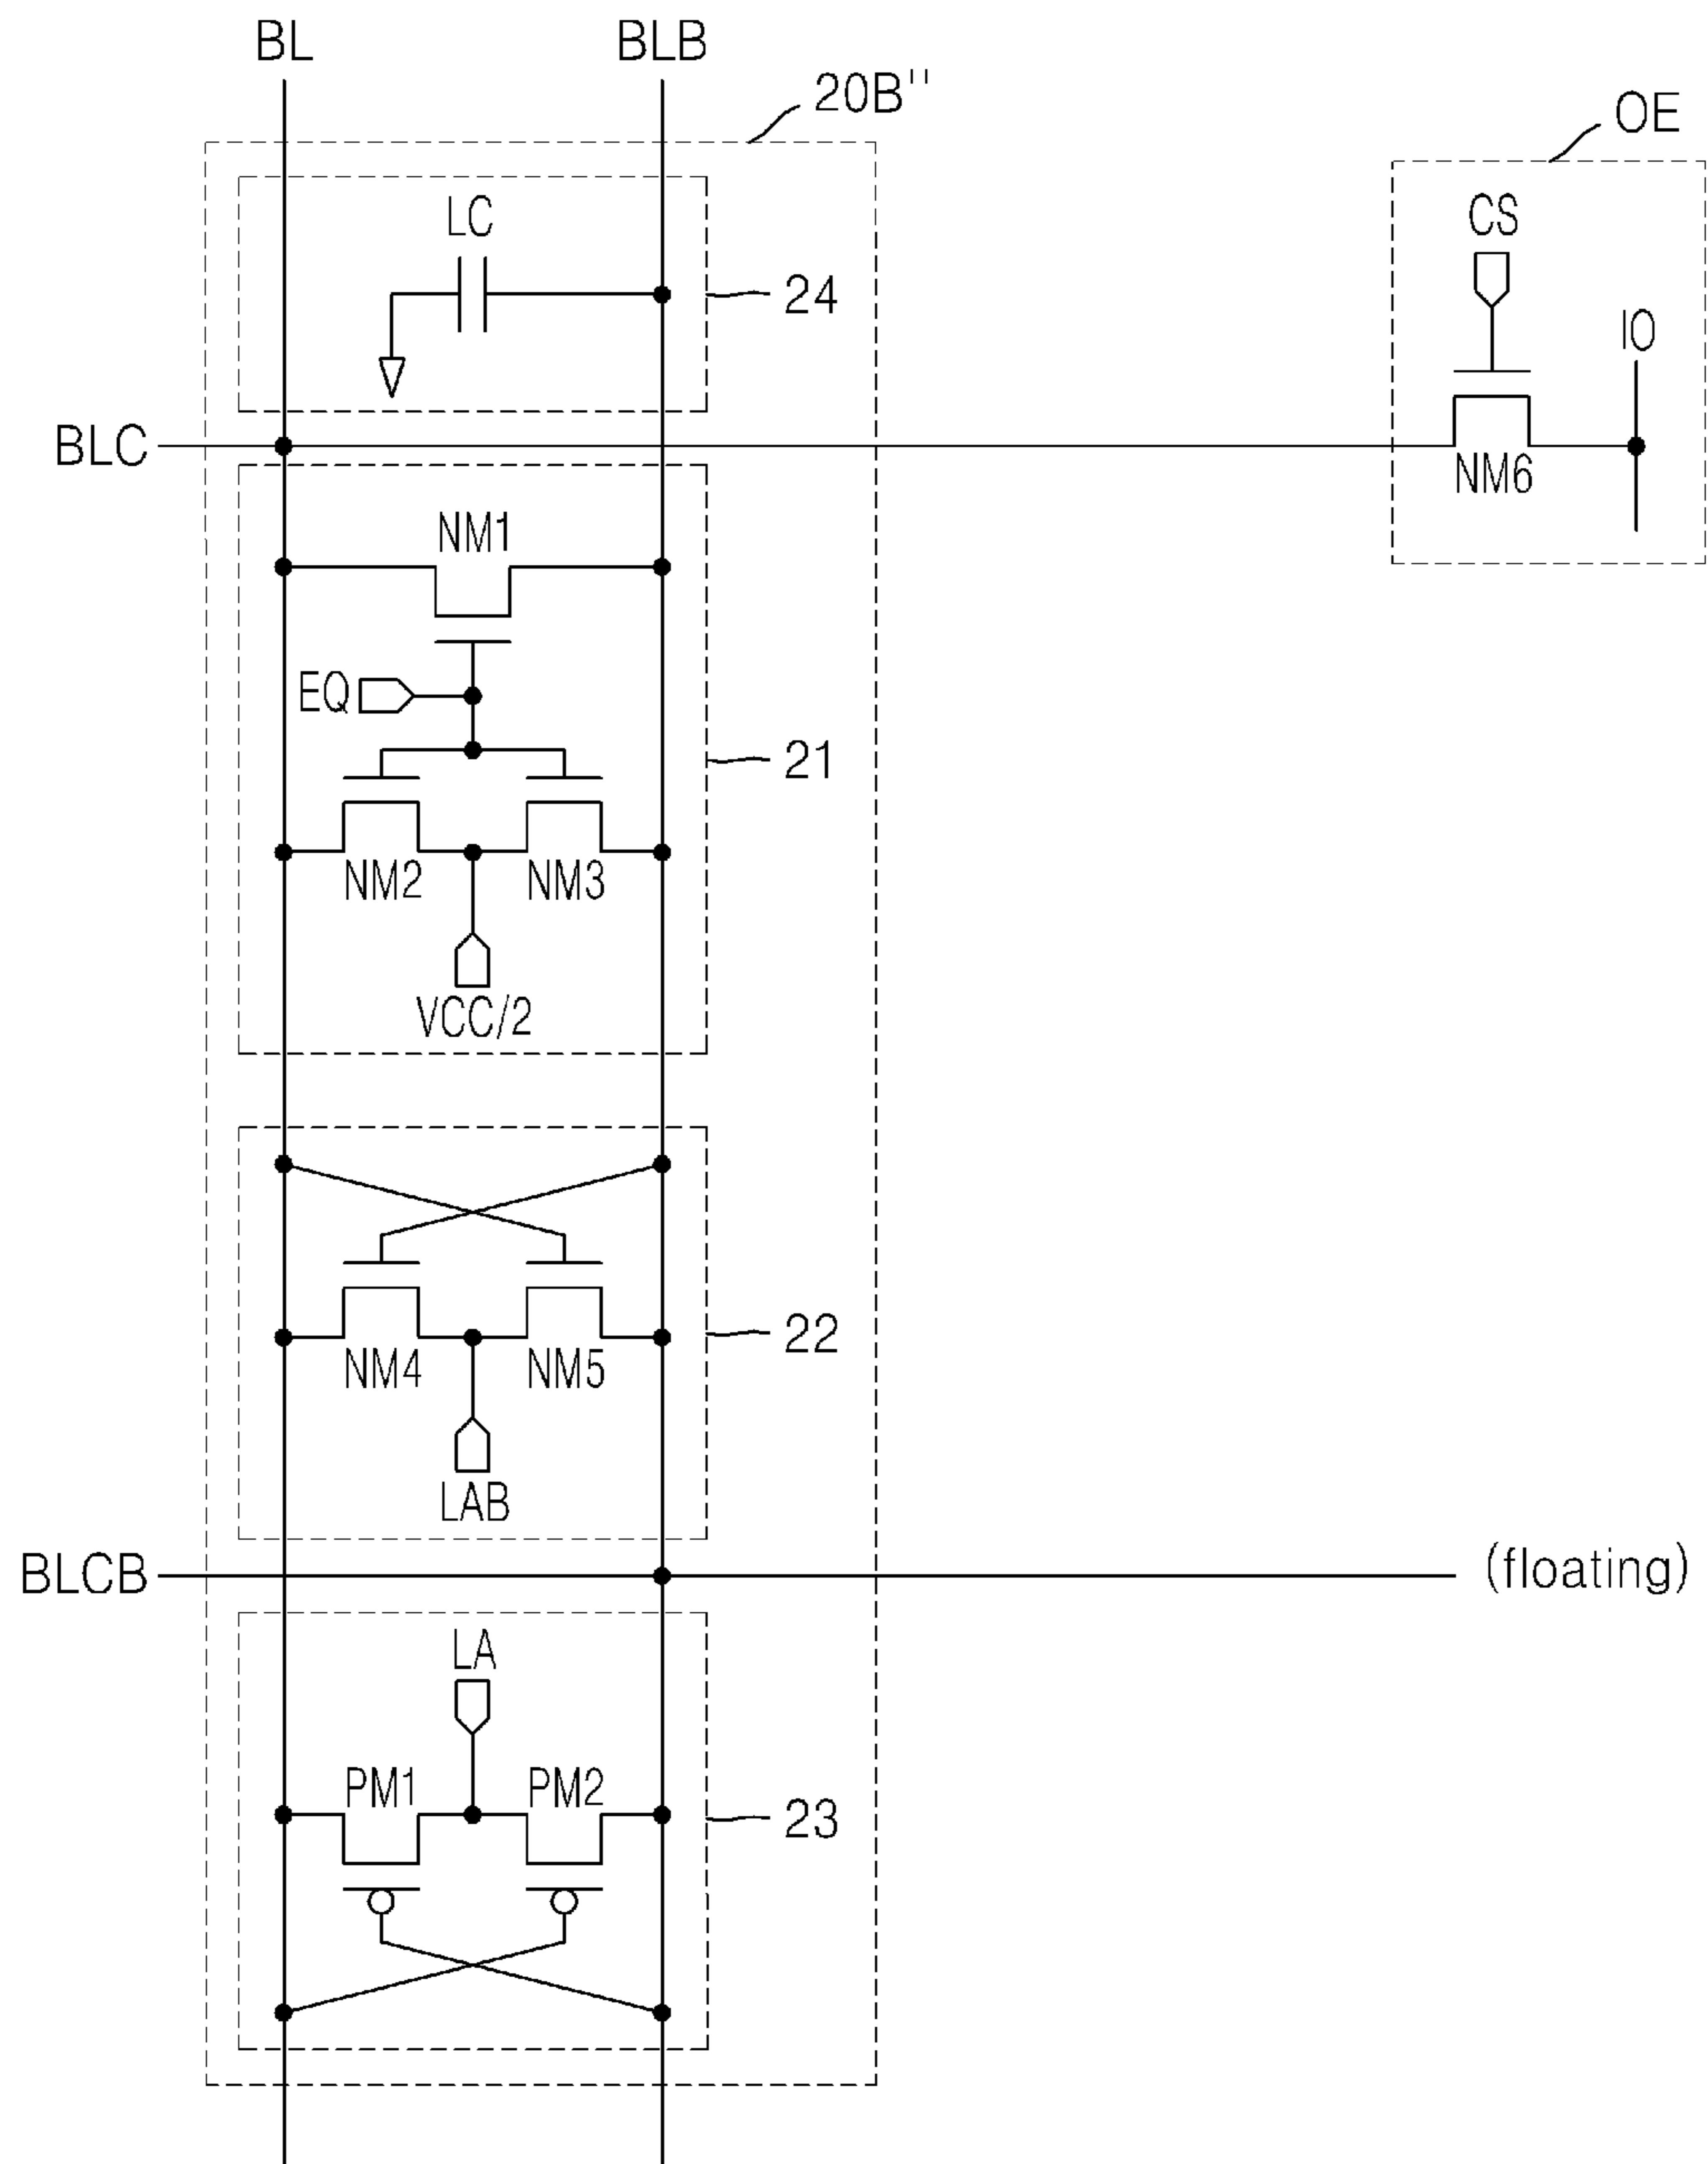 BL
BLB
20B''
OE
LC
CS
24
IO
BLC
NM6
NM1
EQ
21
NM2
NM3
VCC/2
22
NM4
NM5
LAB
BLCB
(floating)
LA
PM1
PM2
23